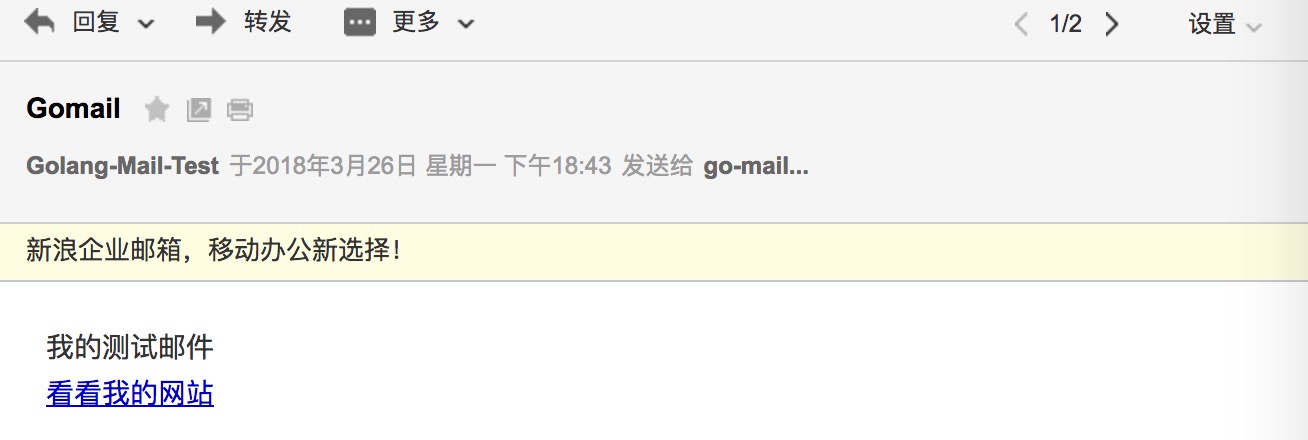 回复 转发 更多 1/2 设置
Gomail
Golang-Mail-Test 于2018年3月26日 星期一 下午18:43 发送给 go-mail...
新浪企业邮箱，移动办公新选择！
我的测试邮件
看看我的网站